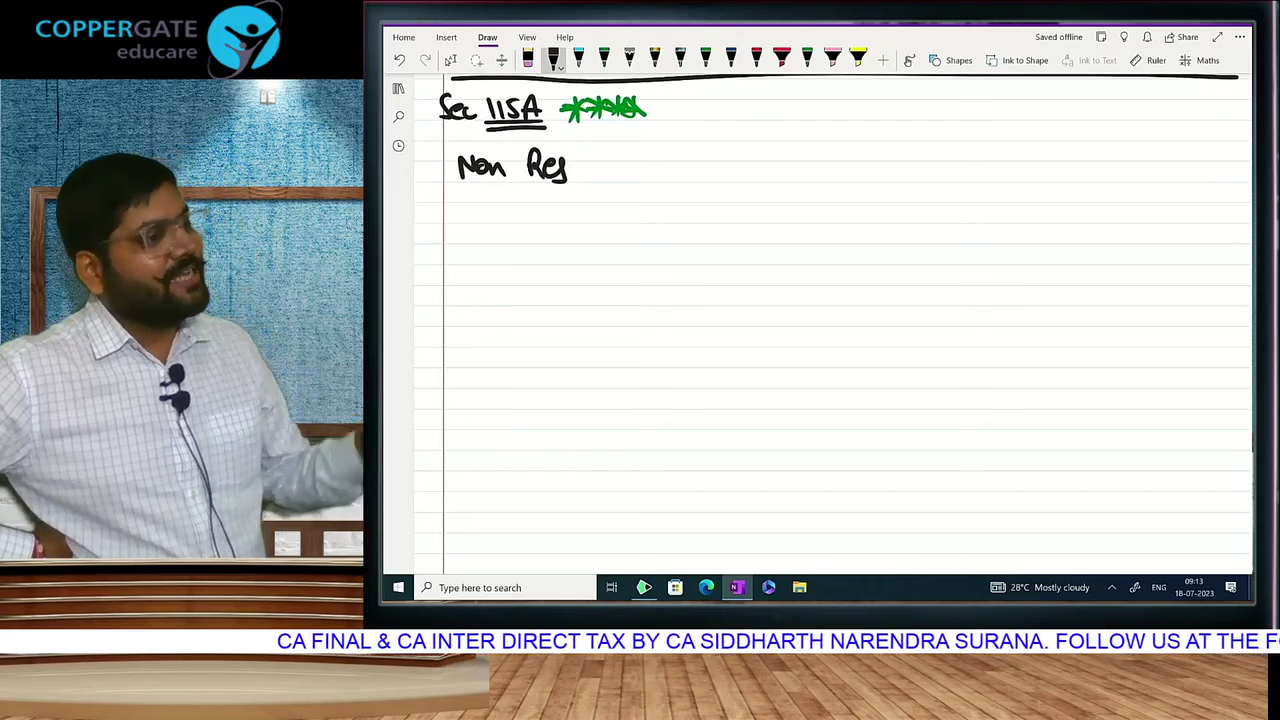 COPPERGATE
educare
Home Insert Draw View Help
Saved offline
Share
Shapes
Ink to Shape
Ink to Text
Ruler
Maths
Sec 115A
Non Res
Type here to search
28°C Mostly cloudy
ENG
09:13
18-07-2023
CA FINAL & CA INTER DIRECT TAX BY CA SIDDHARTH NARENDRA SURANA. FOLLOW US AT THE F